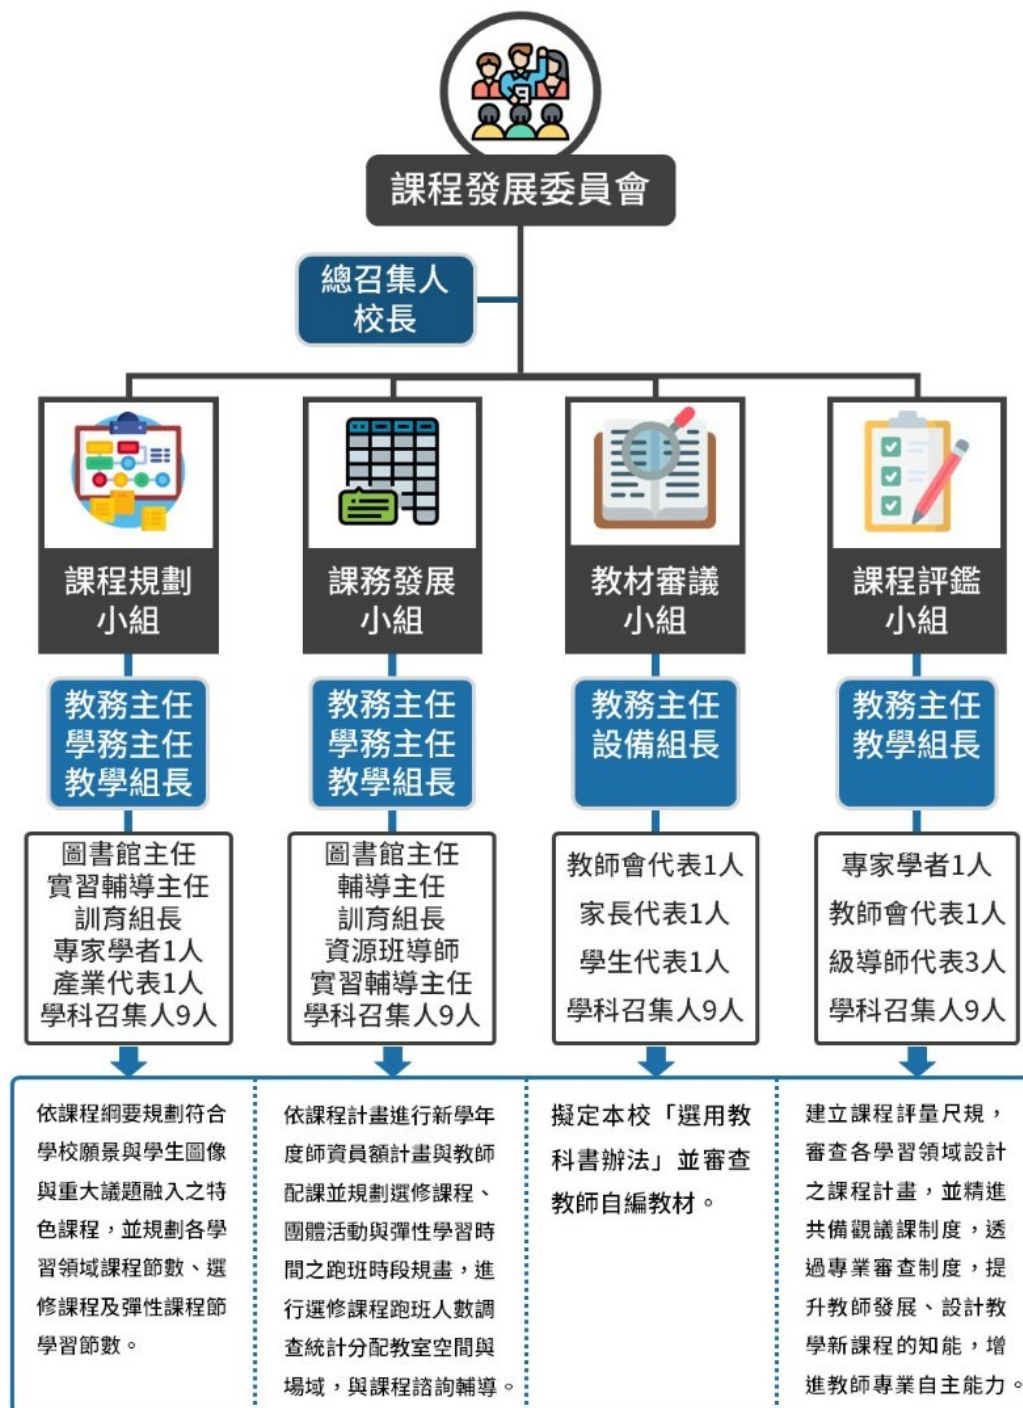 課程發展委員會
總召集人
校長
課程規劃
小組
教務主任
學務主任
教學組長
圖書館主任
實習輔導主任
訓育組長
專家學者1人
產業代表1人
學科召集人9人
依課程綱要規劃符合
學校願景與學生圖像
與重大議題融入之特
色課程，並規劃各學
習領域課程節數、選
修課程及彈性課程節
學習節數。
課務發展
小組
教務主任
學務主任
教學組長
圖書館主任
輔導主任
訓育組長
資源班導師
實習輔導主任
學科召集人9人
依課程計畫進行新學年
度師資員額計畫與教師
配課並規劃選修課程、
團體活動與彈性學習時
間之跑班時段規畫，進
行選修課程跑班人數調
查統計分配教室空間與
場域，與課程諮詢輔導。
教材審議
小組
教務主任
設備組長
教師會代表1人
家長代表1人
學生代表1人
學科召集人9人
擬定本校「選用教
科書辦法」並審查
教師自編教材。
課程評鑑
小組
教務主任
教學組長
專家學者1人
教師會代表1人
級導師代表3人
學科召集人9人
建立課程評量尺規，
審查各學習領域設計
之課程計畫，並精進
共備觀議課制度，透
過專業審查制度，提
升教師發展、設計教
學新課程的知能，增
進教師專業自主能力。